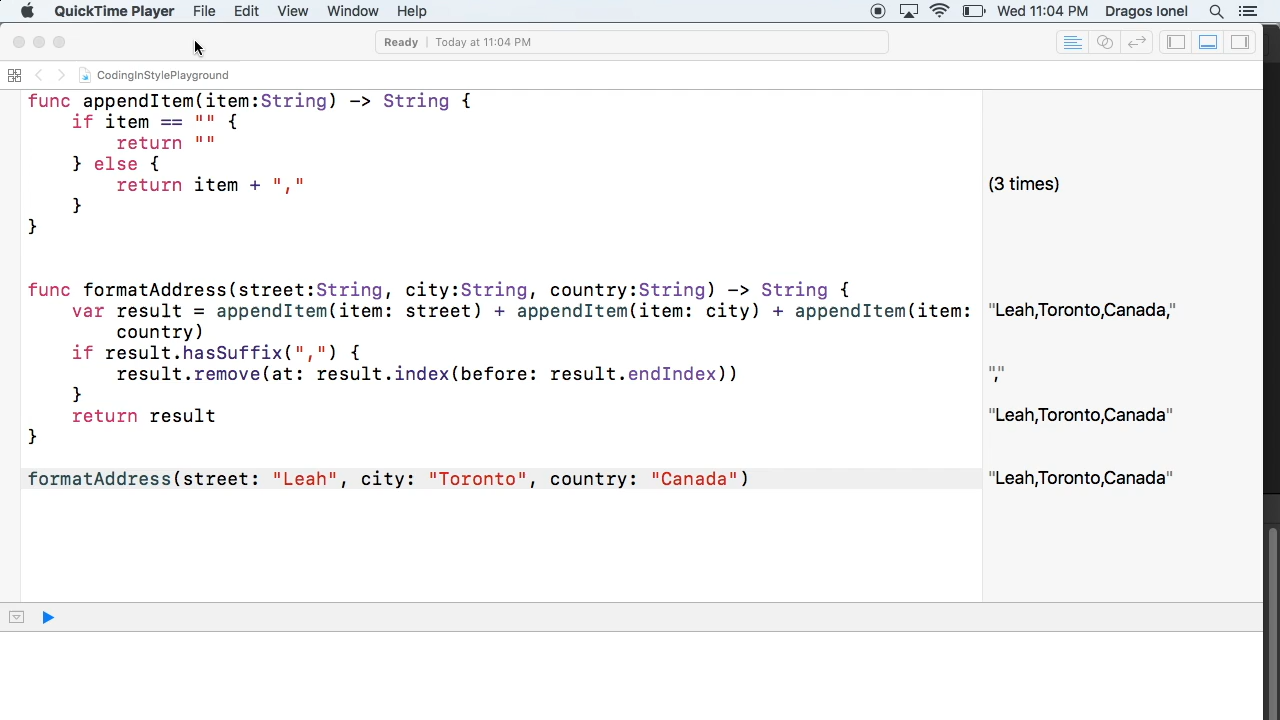 QuickTime Player File Edit View Window Help Wed 11:04 PM Dragos Ionel
Ready | Today at 11:04 PM
CodingInStylePlayground
func appendItem(item:String) -> String {
if item == "" {
return ""
} else {
return item + "," (3 times)
}
}
func formatAddress(street:String, city:String, country:String) -> String {
var result = appendItem(item: street) + appendItem(item: city) + appendItem(item: "Leah,Toronto,Canada,"
country)
if result.hasSuffix(",") {
result.remove(at: result.index(before: result.endIndex)) ","
}
return result "Leah,Toronto,Canada"
}
formatAddress(street: "Leah", city: "Toronto", country: "Canada") "Leah,Toronto,Canada"